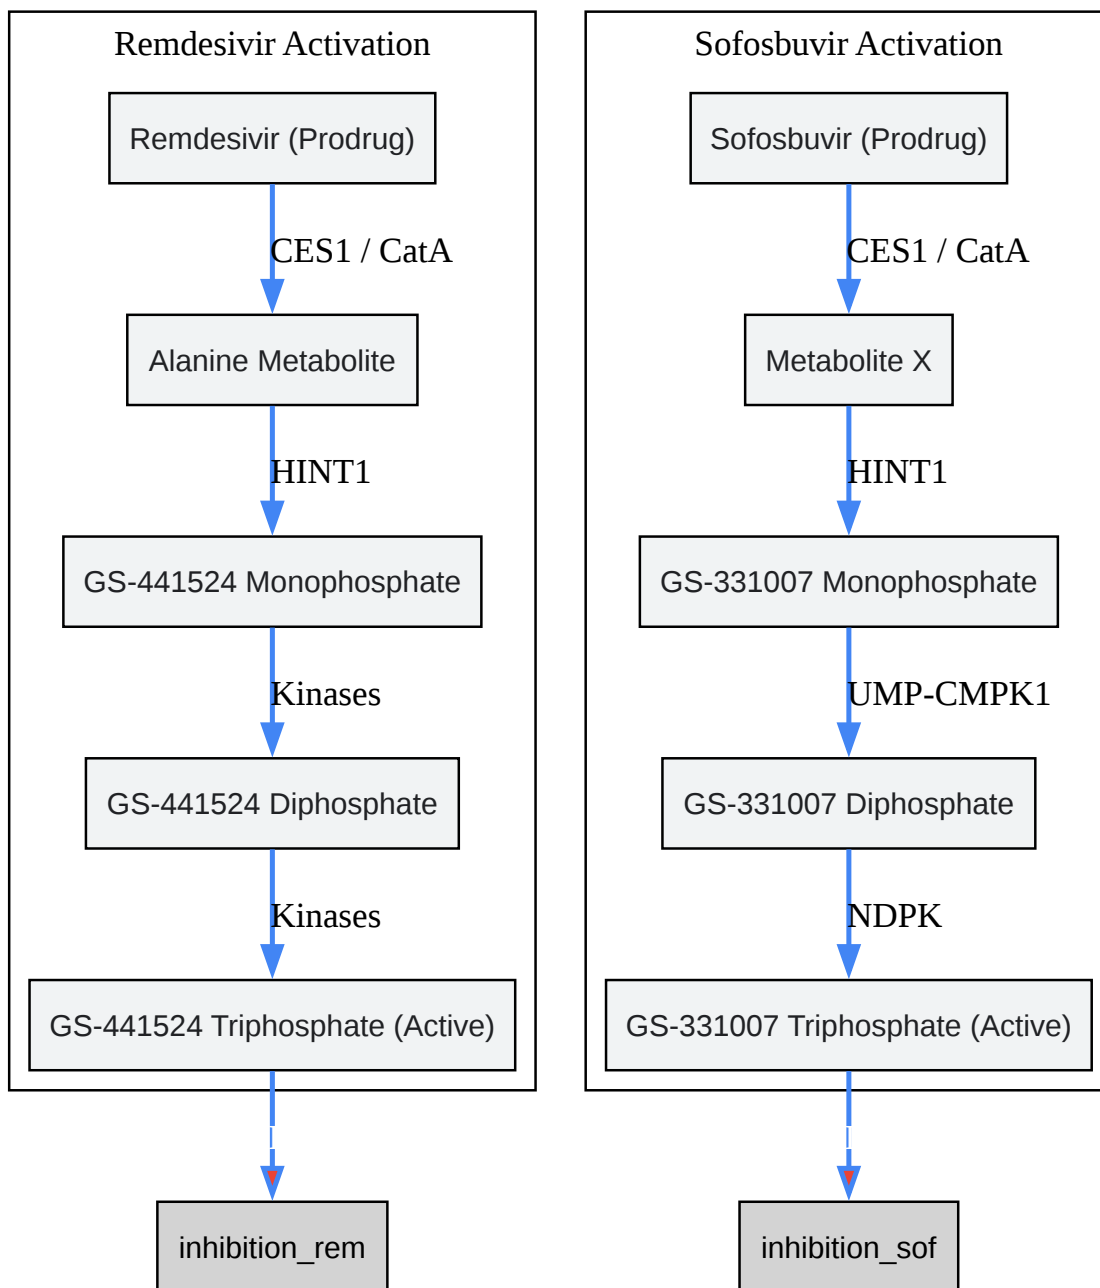 Remdesivir Activation
Remdesivir (Prodrug)
CES1 / CatA
Alanine Metabolite
HINT1
GS-441524 Monophosphate
Kinases
GS-441524 Diphosphate
Kinases
GS-441524 Triphosphate (Active)
inhibition_rem
Sofosbuvir Activation
Sofosbuvir (Prodrug)
CES1 / CatA
Metabolite X
HINT1
GS-331007 Monophosphate
UMP-CMPK1
GS-331007 Diphosphate
NDPK
GS-331007 Triphosphate (Active)
inhibition_sof